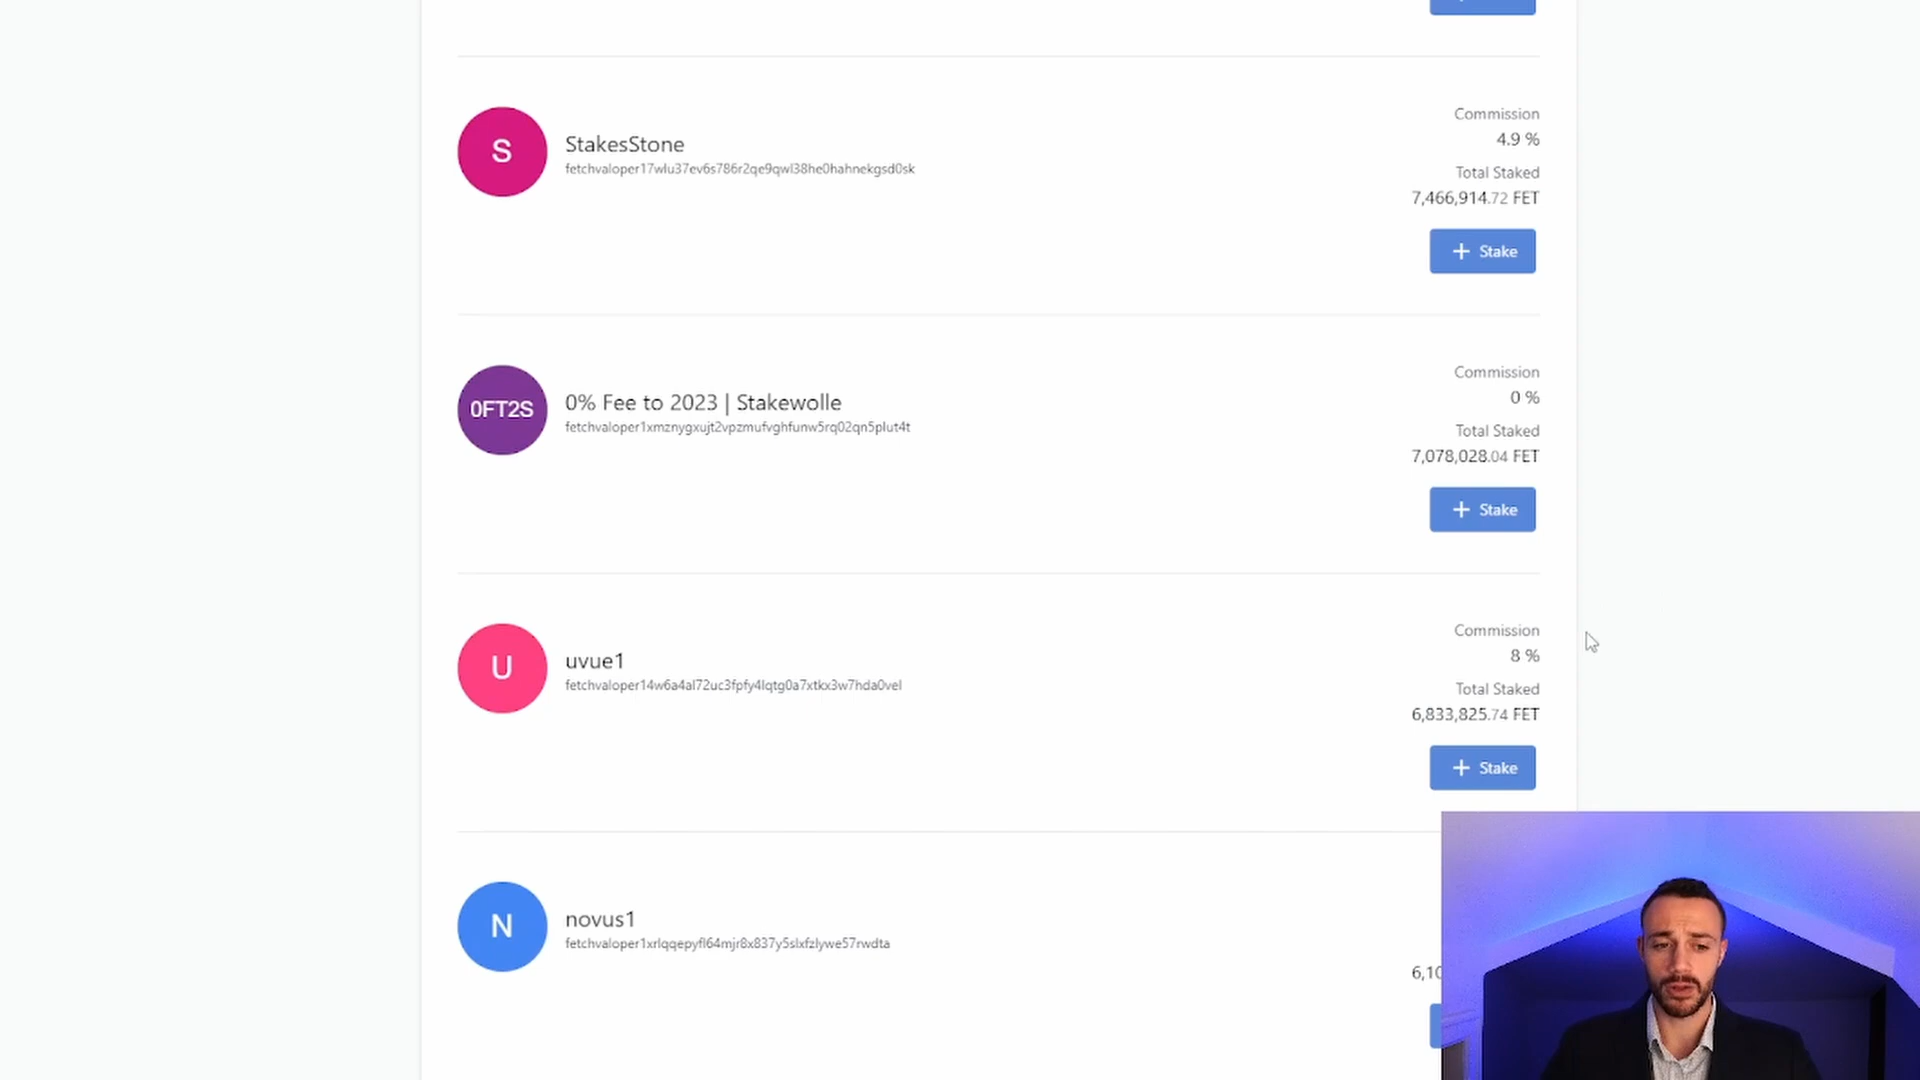 S
StakesStone
fetchvaloper17wlu37ev6s786r2qe9qwl38he0hahnekgsd0sk
Commission
4.9 %
Total Staked
7,466,914.72 FET
+ Stake
0FT2S
0% Fee to 2023 | Stakewolle
fetchvaloper1xmznygxujt2vpzmufvghfunw5rq02qn5plut4t
Commission
0 %
Total Staked
7,078,028.04 FET
+ Stake
U
uvue1
fetchvaloper14w6a4al72uc3fpfy4lqtg0a7xtkx3w7hda0vel
Commission
8 %
Total Staked
6,833,825.74 FET
+ Stake
N
novus1
fetchvaloper1xrlqqepyfl64mjr8x837y5slxfzlywe57rwdta
6,10